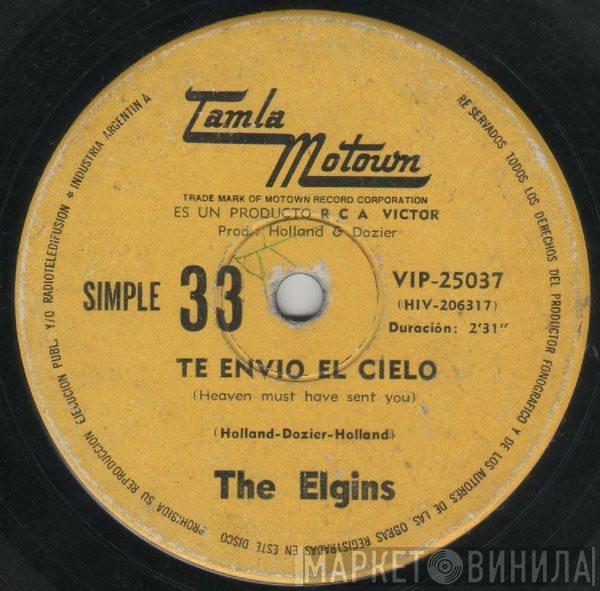 Tamla
Motown
TRADE MARK OF MOTOWN RECORD CORPORATION
ES UN PRODUCTO R C A VICTOR
Prod.: Holland & Dozier
SIMPLE 33
VIP-25037
(HIV-206317)
Duración: 2'31"
TE ENVIO EL CIELO
(Heaven must have sent you)
(Holland-Dozier-Holland)
The Elgins
RESERVADOS TODOS LOS DERECHOS DEL PRODUCTOR FONOGRAFICO Y DE LOS AUTORES DE LAS OBRAS REGISTRADAS EN ESTE DISCO
PROHIBIDA SU REPRODUCCION EJECUCION PUBL. Y/O RADIOTELEDIFUSION * INDUSTRIA ARGENTINA
МАРКЕТ ВИНИЛА